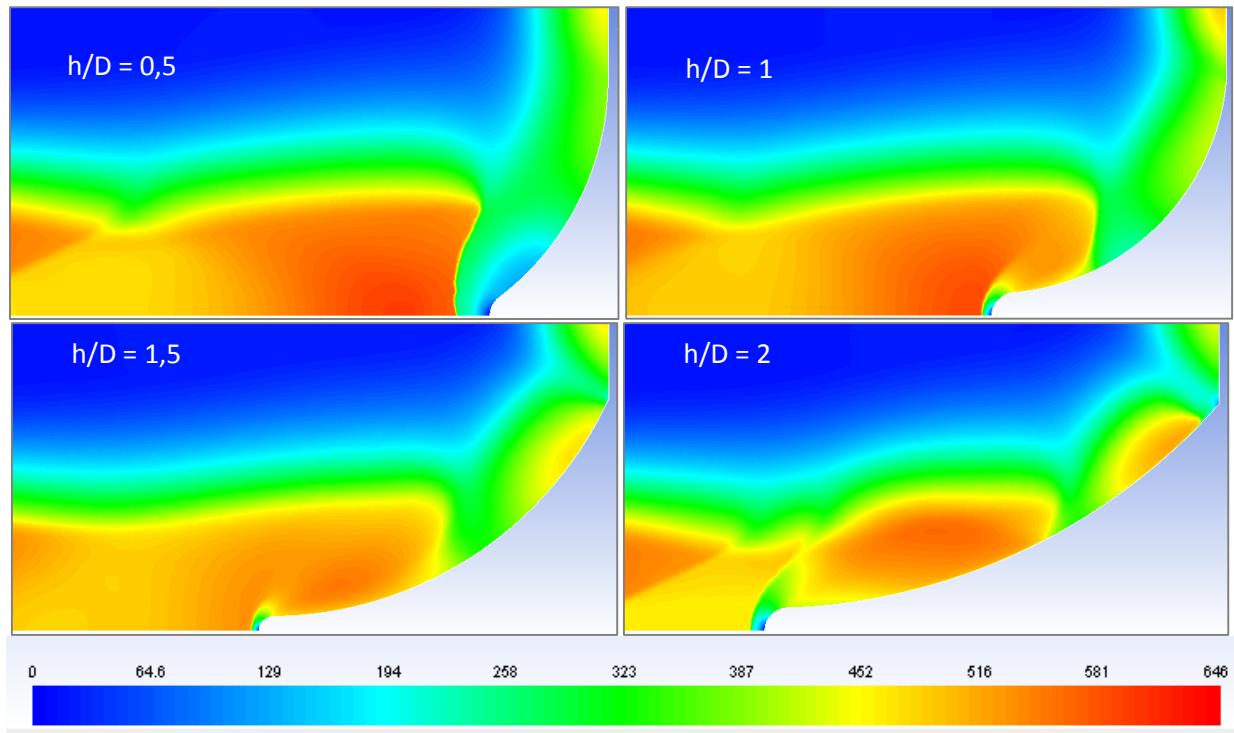 h/D = 0,5
h/D = 1
h/D = 1,5
h/D = 2
0 64.6 129 194 258 323 387 452 516 581 646